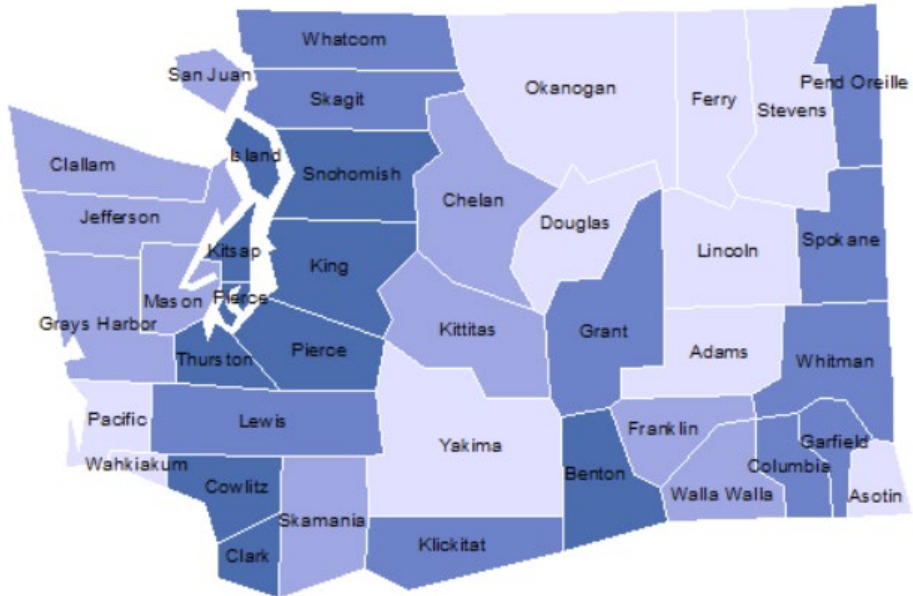 Whatcom
San Juan
Okanogan
Ferry
Pend Oreille
Skagit
Stevens
Island
Clallam
Snohomish
Chelan
Jefferson
Douglas
Lincoln
Spokane
Kitsap
King
Mason
Pierce
Grays Harbor
Kittitas
Grant
Adams
Thurston
Pierce
Whitman
Pacific
Lewis
Franklin
Yakima
Garfield
Wahkiakum
Columbia
Benton
Cowlitz
Walla Walla
Asotin
Skamania
Clark
Klickitat